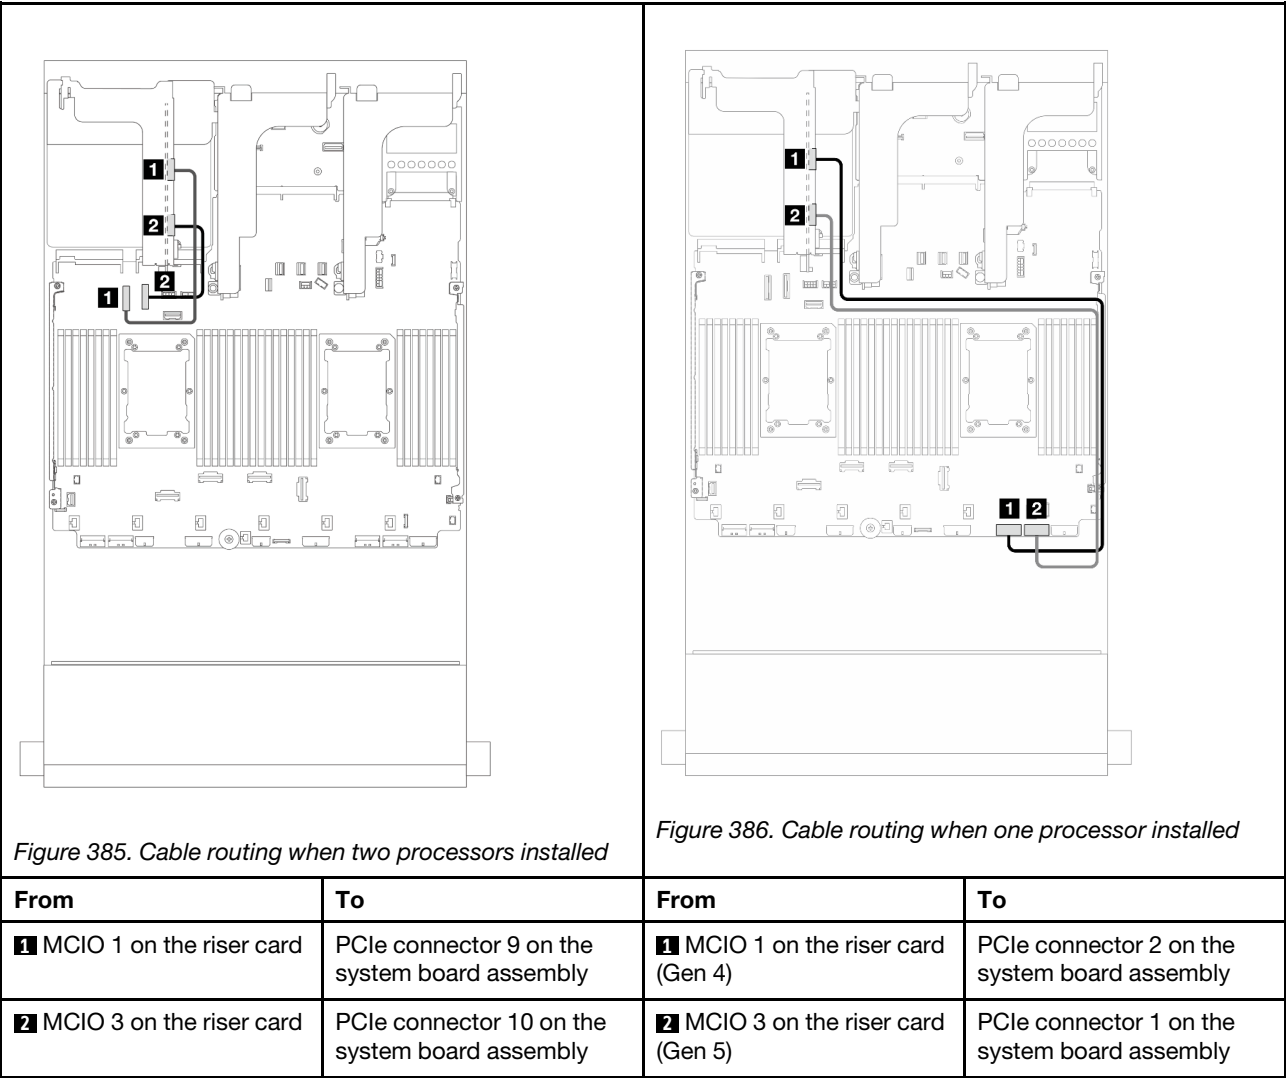 1
2
2
1
Figure 385. Cable routing when two processors installed
1
2
1 2
Figure 386. Cable routing when one processor installed
From To From To
1 MCIO 1 on the riser card
PCIe connector 9 on the
system board assembly
1 MCIO 1 on the riser card
(Gen 4)
PCIe connector 2 on the
system board assembly
2 MCIO 3 on the riser card
PCIe connector 10 on the
system board assembly
2 MCIO 3 on the riser card
(Gen 5)
PCIe connector 1 on the
system board assembly